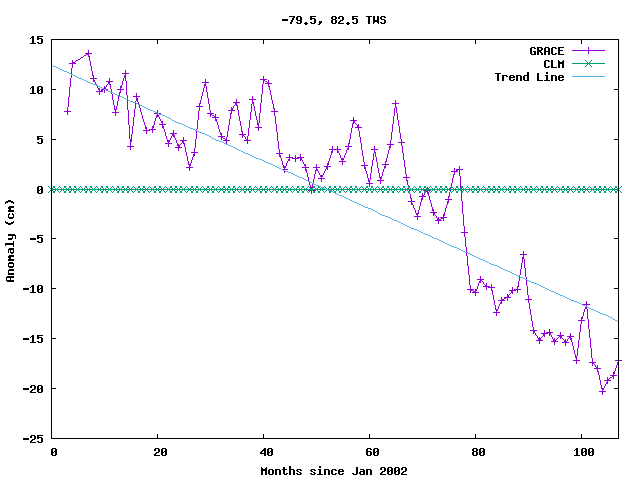 -79.5, 82.5 TWS
GRACE
CLM
Trend Line
15
10
5
0
-5
-10
-15
-20
-25
Anomaly (cm)
0 20 40 60 80 100
Months since Jan 2002